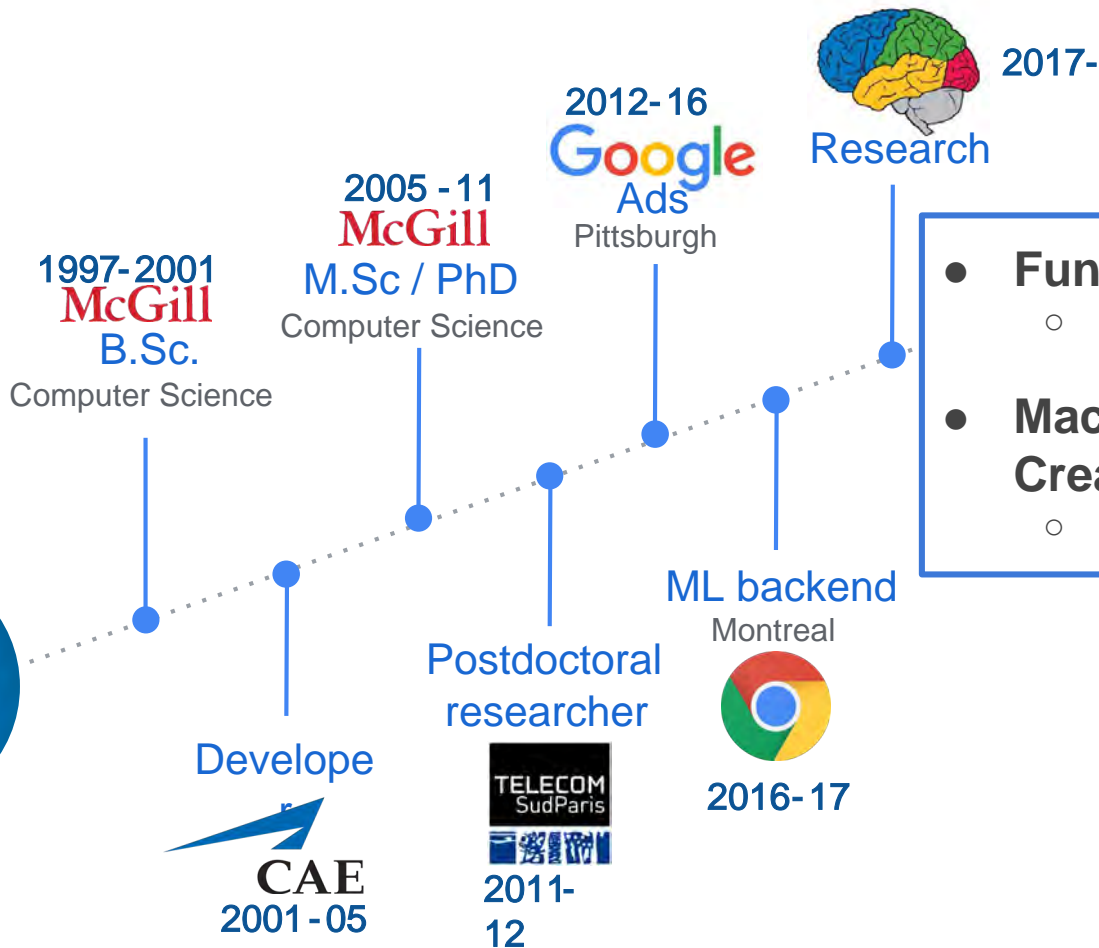 1997-2001
McGill
B.Sc.
Computer Science
Develope
r
CAE
2001-05
2005 -11
McGill
M.Sc / PhD
Computer Science
Postdoctoral
researcher
TELECOM
SudParis
2011-
12
2012-16
Google
Ads
Pittsburgh
ML backend
Montreal
2016-17
2017-
Research
● Fun
○
● Mac
Crea
○